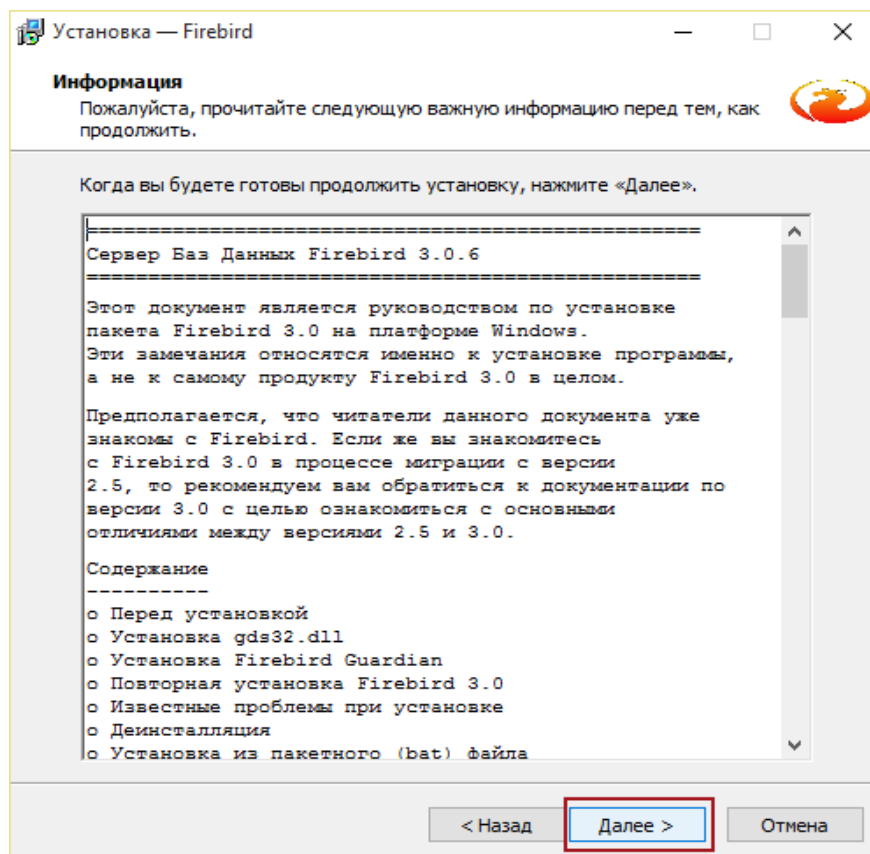 Установка — Firebird
Информация
Пожалуйста, прочитайте следующую важную информацию перед тем, как
продолжить.
Когда вы будете готовы продолжить установку, нажмите «Далее».
==================================================
Сервер Баз Данных Firebird 3.0.6
==================================================
Этот документ является руководством по установке
пакета Firebird 3.0 на платформе Windows.
Эти замечания относятся именно к установке программы,
а не к самому продукту Firebird 3.0 в целом.
Предполагается, что читатели данного документа уже
знакомы с Firebird. Если же вы знакомитесь
с Firebird 3.0 в процессе миграции с версии
2.5, то рекомендуем вам обратиться к документации по
версии 3.0 с целью ознакомиться с основными
отличиями между версиями 2.5 и 3.0.
Содержание
----------
o Перед установкой
o Установка gds32.dll
o Установка Firebird Guardian
o Повторная установка Firebird 3.0
o Известные проблемы при установке
o Деинсталляция
o Установка из пакетного (bat) файла
< Назад
Далее >
Отмена